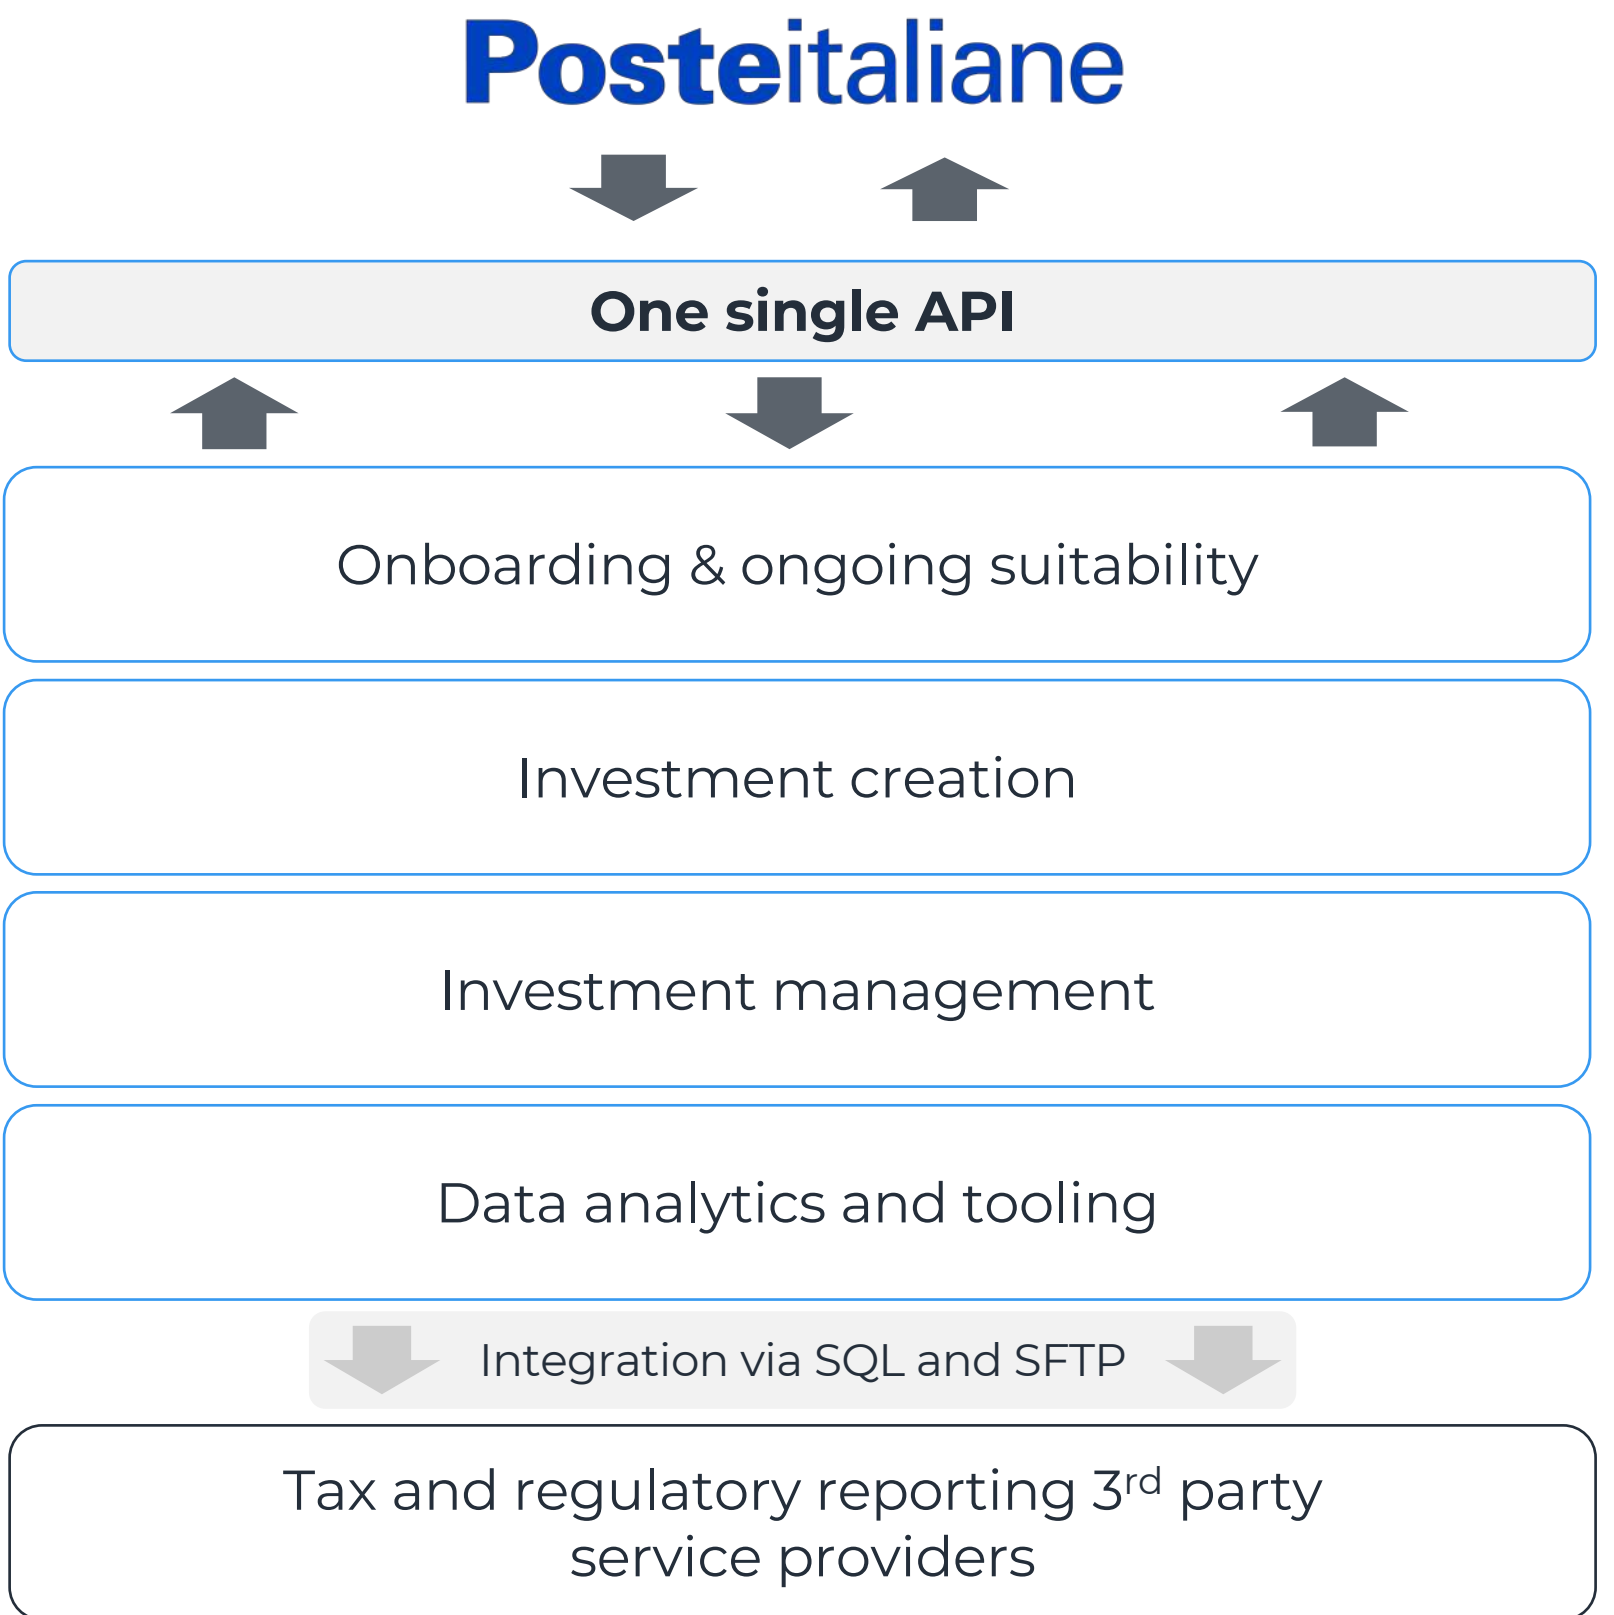 Posteitaliane
One single API
Onboarding & ongoing suitability
Investment creation
Investment management
Data analytics and tooling
Integration via SQL and SFTP
Tax and regulatory reporting 3rd party
service providers